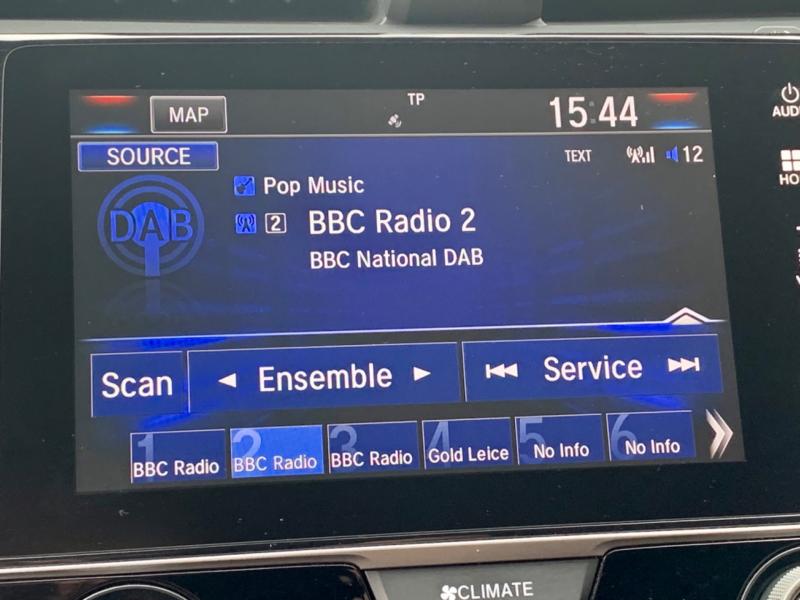 MAP
TP
15:44
AUDI
SOURCE
TEXT
12
HO
DAB
Pop Music
2 BBC Radio 2
BBC National DAB
Scan
Ensemble
Service
1 BBC Radio
2 BBC Radio
3 BBC Radio
4 Gold Leice
5 No Info
6 No Info
CLIMATE